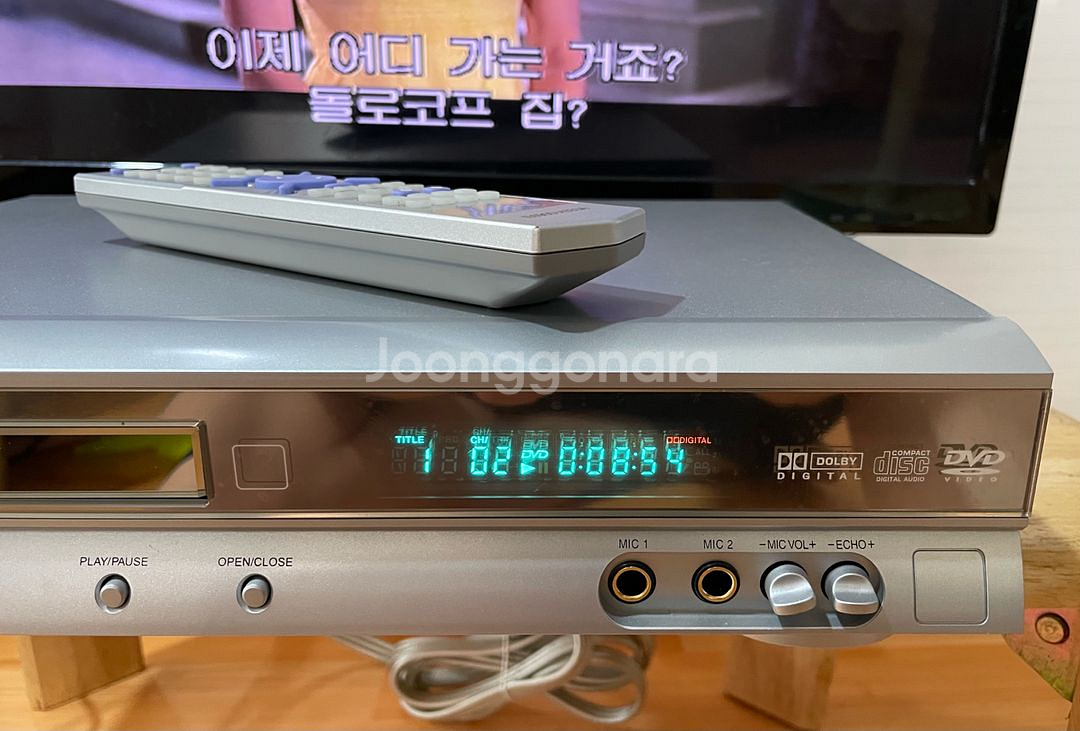 이제 어디 가는 거죠?
돌로코프 집?
Joonggonara
TITLE CH/ DVD DIGITAL
1 02 0:08:54
DOLBY
DIGITAL
COMPACT
disc
DIGITAL AUDIO
DVD
VIDEO
PLAY/PAUSE OPEN/CLOSE
MIC 1 MIC 2 −MIC VOL+ −ECHO+